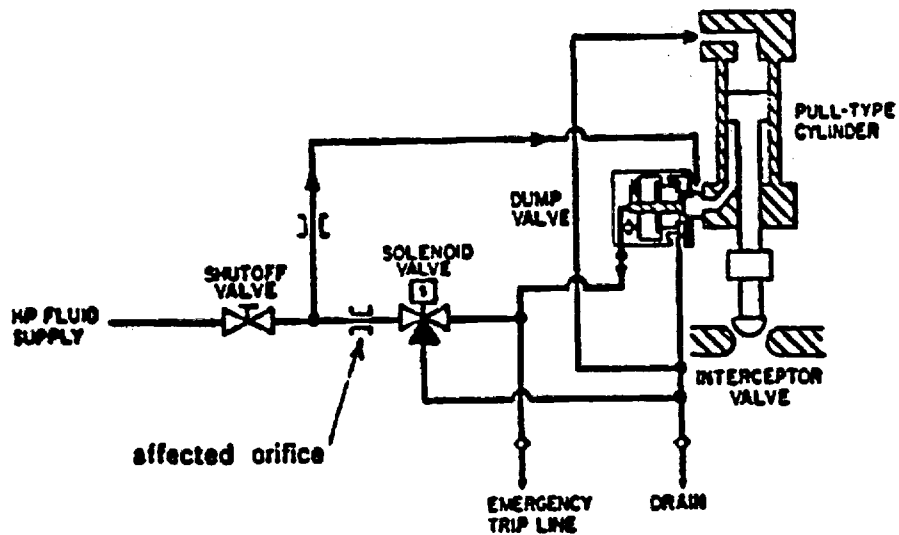 PULL-TYPE
CYLINDER
DUMP
VALVE
SOLENOID
VALVE
S
SHUTOFF
VALVE
HP FLUID
SUPPLY
INTERCEPTOR
VALVE
affected orifice
EMERGENCY
TRIP LINE
DRAIN